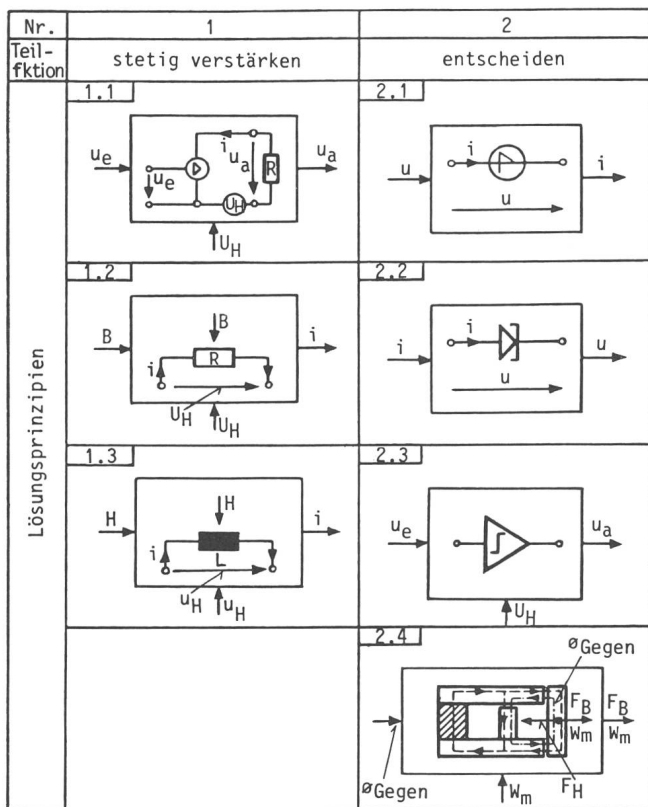 Nr. 1 2
Teil-
fktion stetig verstärken entscheiden
Lösungsprinzipien
1.1
u_e u_e i u_a R U_H u_a
U_H
2.1
u i u i
1.2
B B R i i
U_H U_H
2.2
i i u u
1.3
H H i L i
u_H u_H
2.3
u_e u_a
U_H
2.4
øGegen
F_B F_B
W_m W_m
øGegen W_m F_H